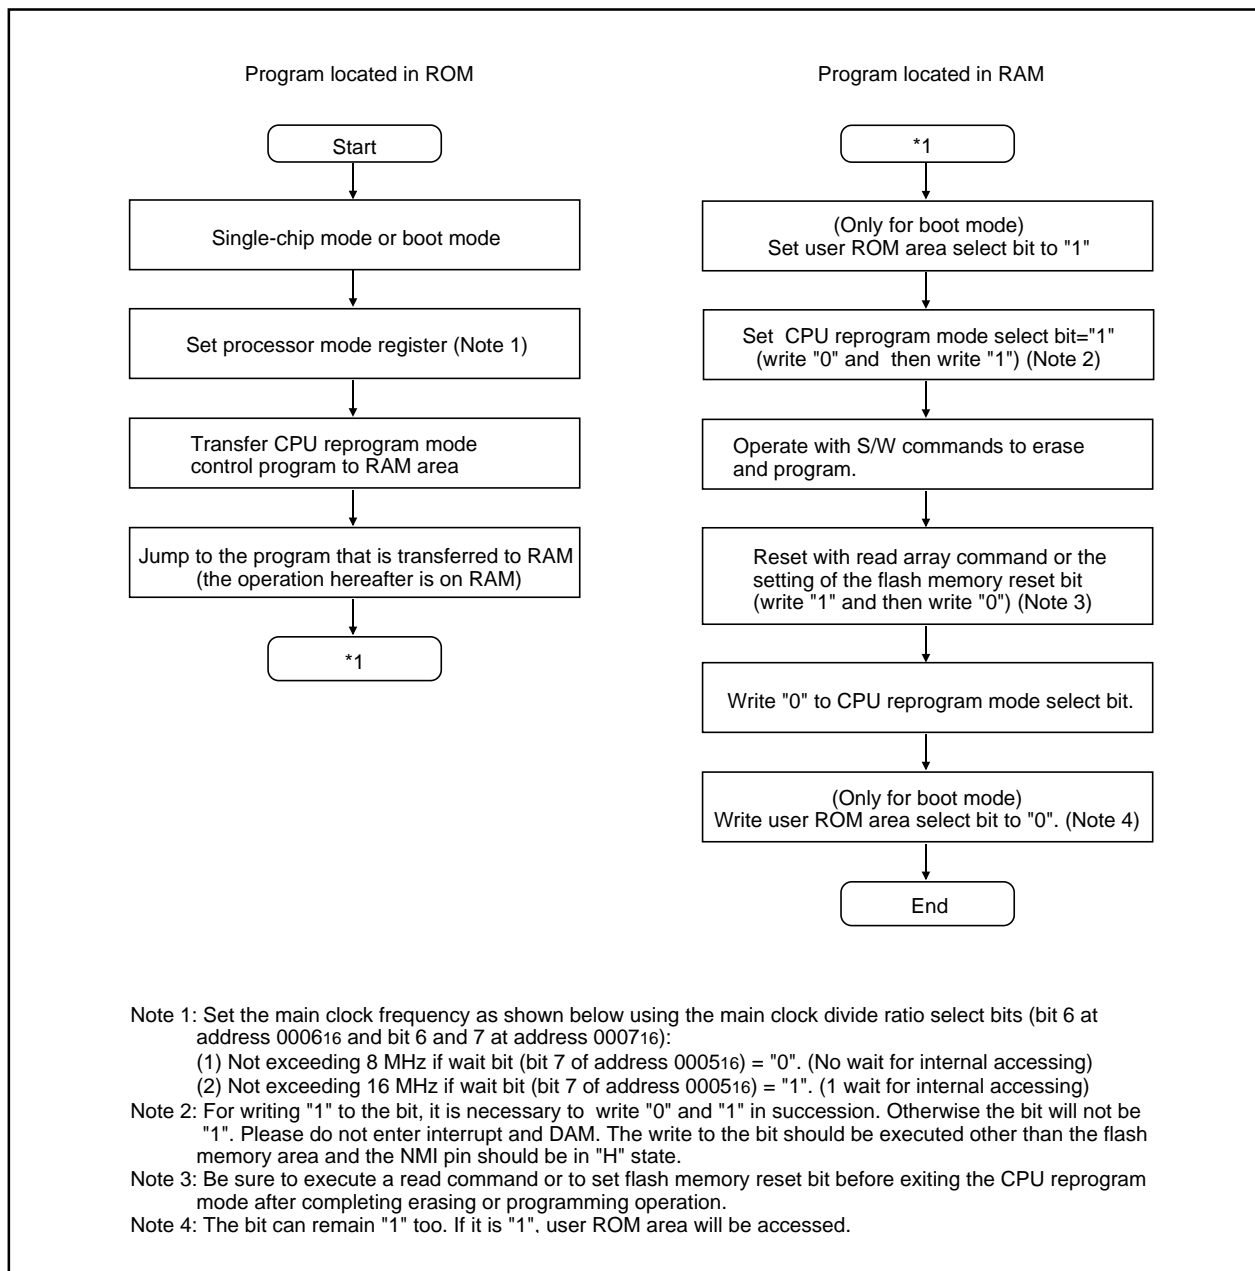 Program located in ROM
Start
Single-chip mode or boot mode
Set processor mode register (Note 1)
Transfer CPU reprogram mode
control program to RAM area
Jump to the program that is transferred to RAM
(the operation hereafter is on RAM)
*1
Program located in RAM
*1
(Only for boot mode)
Set user ROM area select bit to "1"
Set  CPU reprogram mode select bit="1"
(write "0" and  then write "1") (Note 2)
Operate with S/W commands to erase
and program.
Reset with read array command or the
setting of the flash memory reset bit
(write "1" and then write "0") (Note 3)
Write "0" to CPU reprogram mode select bit.
(Only for boot mode)
Write user ROM area select bit to "0". (Note 4)
End
Note 1: Set the main clock frequency as shown below using the main clock divide ratio select bits (bit 6 at
address 000616 and bit 6 and 7 at address 000716):
(1) Not exceeding 8 MHz if wait bit (bit 7 of address 000516) = "0". (No wait for internal accessing)
(2) Not exceeding 16 MHz if wait bit (bit 7 of address 000516) = "1". (1 wait for internal accessing)
Note 2: For writing "1" to the bit, it is necessary to  write "0" and "1" in succession. Otherwise the bit will not be
"1". Please do not enter interrupt and DAM. The write to the bit should be executed other than the flash
memory area and the NMI pin should be in "H" state.
Note 3: Be sure to execute a read command or to set flash memory reset bit before exiting the CPU reprogram
mode after completing erasing or programming operation.
Note 4: The bit can remain "1" too. If it is "1", user ROM area will be accessed.